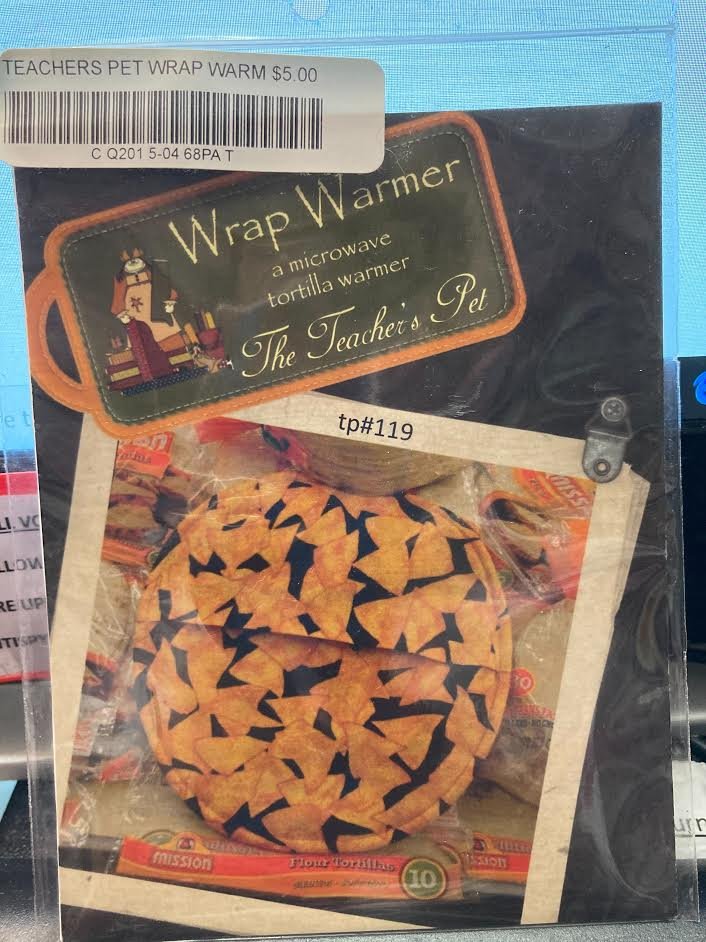 TEACHERS PET WRAP WARM $5.00
C Q201 5-04 68PA T
Wrap Warmer
a microwave
tortilla warmer
The Teacher's Pet
tp#119
MISSION
Flour Tortillas
10